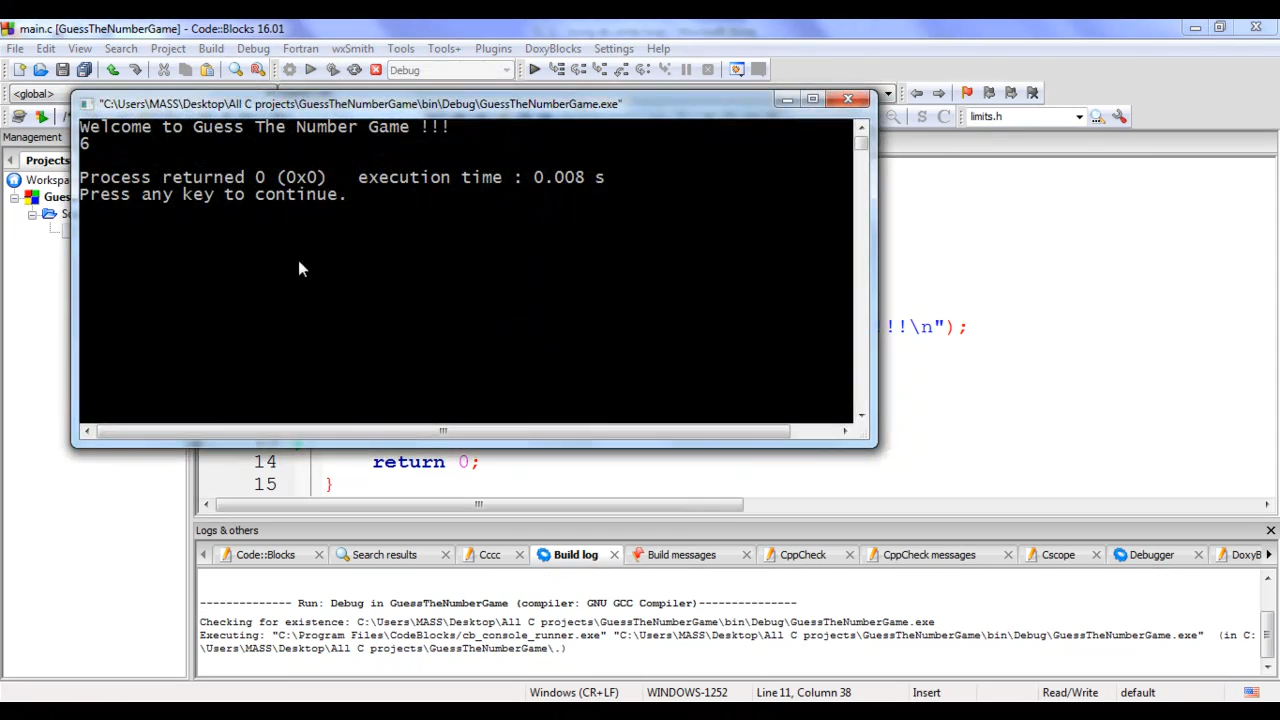 main.c [GuessTheNumberGame] - Code::Blocks 16.01
File Edit View Search Project Build Debug Fortran wxSmith Tools Tools+ Plugins DoxyBlocks Settings Help
Debug
<global>
"C:\Users\MASS\Desktop\All C projects\GuessTheNumberGame\bin\Debug\GuessTheNumberGame.exe"
S C limits.h
Management
Welcome to Guess The Number Game !!!
6
Projects
Process returned 0 (0x0)   execution time : 0.008 s
Press any key to continue.
Worksp
Gues
So
!!\n");
14 return 0;
15 }
Logs & others
Code::Blocks Search results Cccc Build log Build messages CppCheck CppCheck messages Cscope Debugger DoxyB
-------------- Run: Debug in GuessTheNumberGame (compiler: GNU GCC Compiler)---------------
Checking for existence: C:\Users\MASS\Desktop\All C projects\GuessTheNumberGame\bin\Debug\GuessTheNumberGame.exe
Executing: "C:\Program Files\CodeBlocks/cb_console_runner.exe" "C:\Users\MASS\Desktop\All C projects\GuessTheNumberGame\bin\Debug\GuessTheNumberGame.exe"  (in C:
\Users\MASS\Desktop\All C projects\GuessTheNumberGame\.)
Windows (CR+LF) WINDOWS-1252 Line 11, Column 38 Insert Read/Write default